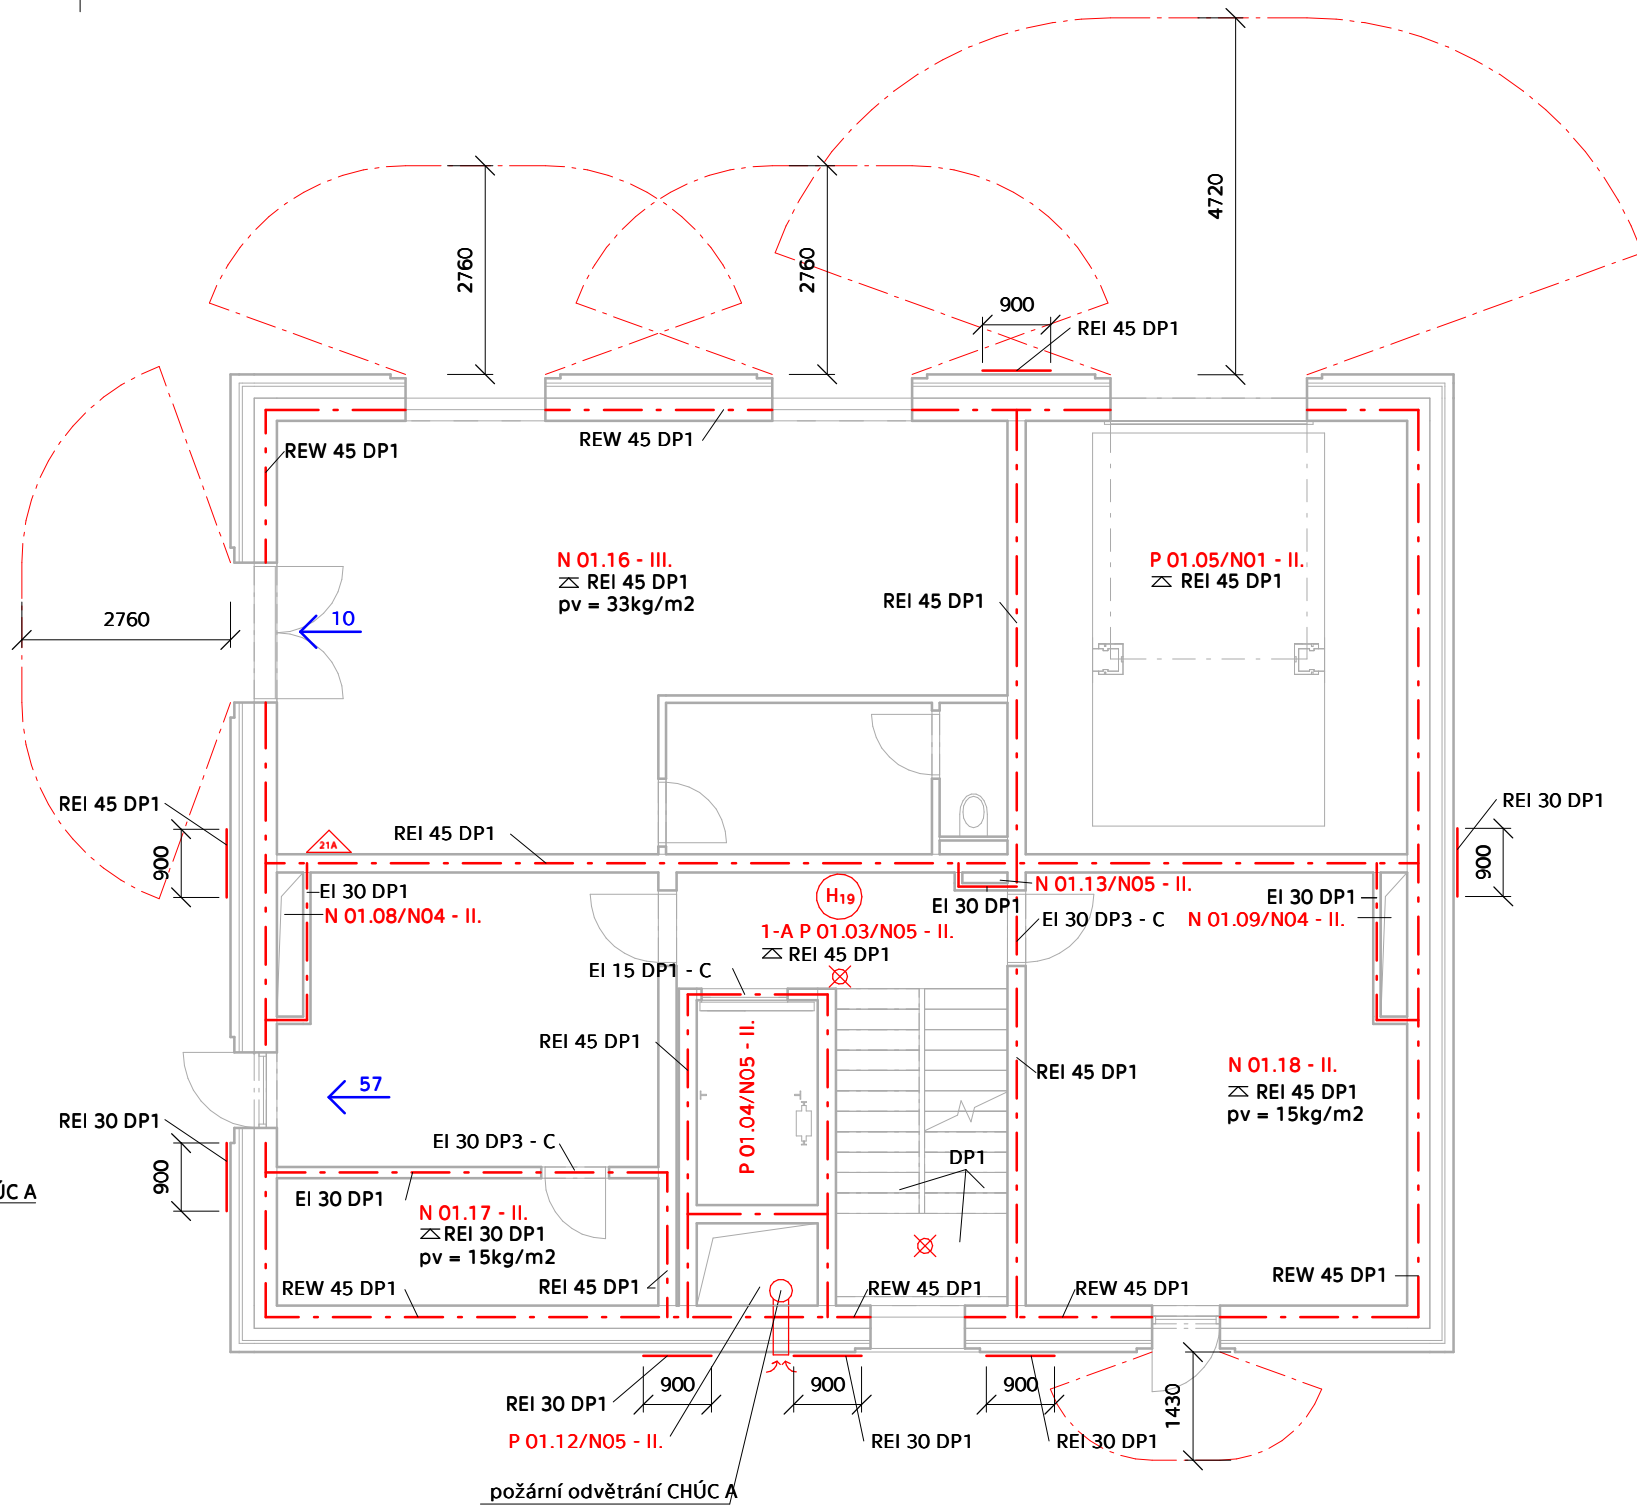 4720
2760
2760
900
REI 45 DP1
REW 45 DP1
REW 45 DP1
N 01.16 - III.
REI 45 DP1
pv = 33kg/m2
P 01.05/N01 - II.
REI 45 DP1
REI 45 DP1
2760
10
REI 45 DP1
900
REI 45 DP1
21A
REI 30 DP1
900
EI 30 DP1
N 01.08/N04 - II.
H19
1-A P 01.03/N05 - II.
REI 45 DP1
N 01.13/N05 - II.
EI 30 DP1
EI 30 DP3 - C
EI 30 DP1
N 01.09/N04 - II.
EI 15 DP1 - C
REI 45 DP1
P 01.04/N05 - II.
REI 45 DP1
N 01.18 - II.
REI 45 DP1
pv = 15kg/m2
57
REI 30 DP1
900
EI 30 DP3 - C
DP1
ÚC A
EI 30 DP1
N 01.17 - II.
REI 30 DP1
pv = 15kg/m2
REW 45 DP1
REI 45 DP1
REW 45 DP1
REW 45 DP1
REW 45 DP1
900
900
900
1430
REI 30 DP1
P 01.12/N05 - II.
REI 30 DP1
REI 30 DP1
požární odvětrání CHÚC A